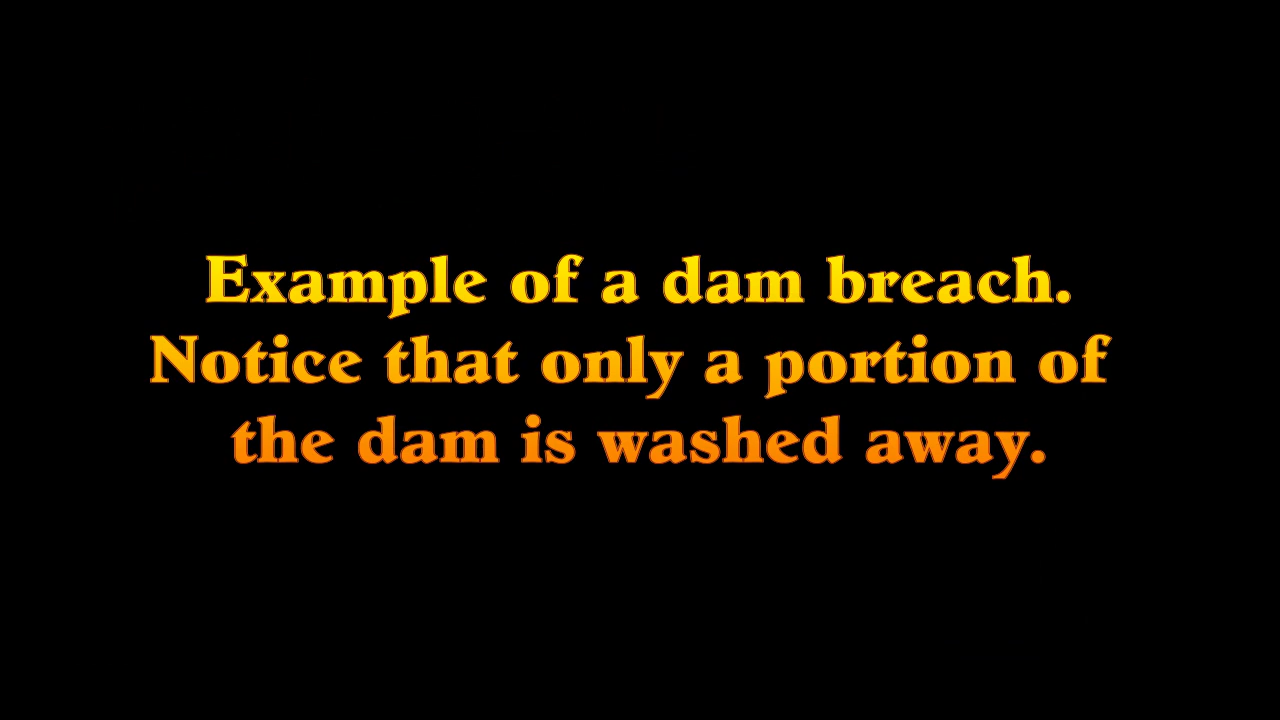 Example of a dam breach.
Notice that only a portion of
the dam is washed away.